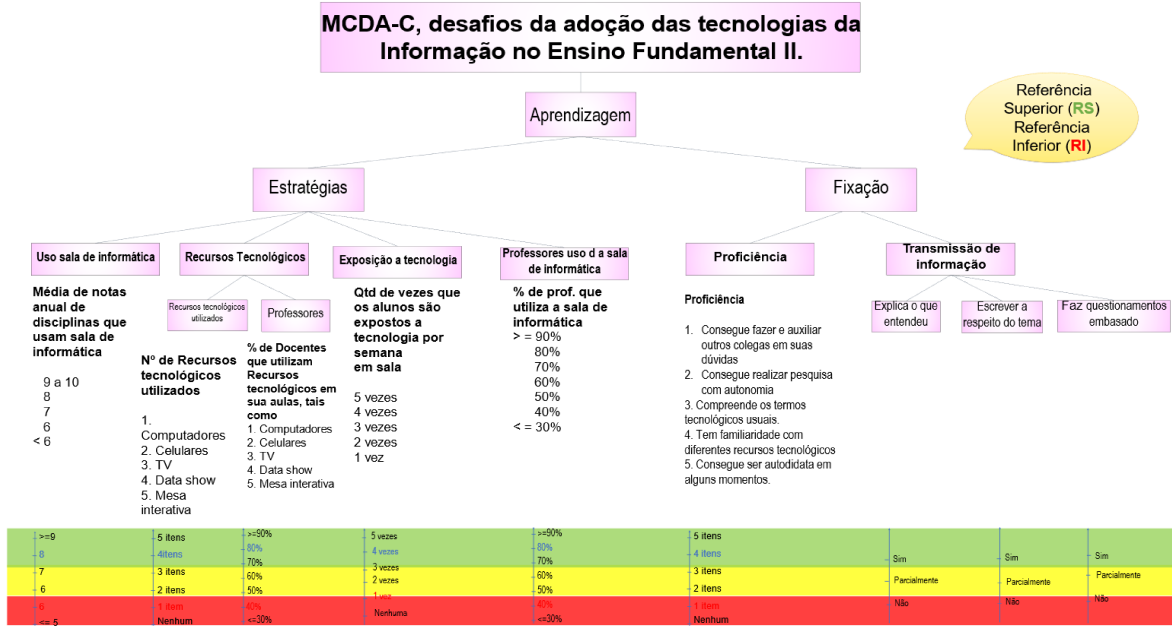 MCDA-C, desafios da adoção das tecnologias da
Informação no Ensino Fundamental II.
Aprendizagem
Referência
Superior (RS)
Referência
Inferior (RI)
Estratégias
Fixação
Uso sala de informática
Recursos Tecnológicos
Exposição a tecnologia
Professores uso d a sala
de informática
Proficiência
Transmissão de
informação
Média de notas
anual de
disciplinas que
usam sala de
informática
9 a 10
8
7
6
< 6
Recursos tecnológicos
utilizados
Professores
Nº de Recursos
tecnológicos
utilizados
1.
Computadores
2. Celulares
3. TV
4. Data show
5. Mesa
interativa
% de Docentes
que utilizam
Recursos
tecnológicos em
sua aulas, tais
como
1. Computadores
2. Celulares
3. TV
4. Data show
5. Mesa interativa
Qtd de vezes que
os alunos são
expostos a
tecnologia por
semana
em sala
5 vezes
4 vezes
3 vezes
2 vezes
1 vez
% de prof. que
utiliza a sala de
informática
> = 90%
80%
70%
60%
50%
40%
< = 30%
Proficiência
1. Consegue fazer e auxiliar
outros colegas em suas
dúvidas
2. Consegue realizar pesquisa
com autonomia
3. Compreende os termos
tecnológicos usuais.
4. Tem familiaridade com
diferentes recursos tecnológicos
5. Consegue ser autodidata em
alguns momentos.
Explica o que
entendeu
Escrever a
respeito do tema
Faz questionamentos
embasado
>=9
8
7
6
6
<= 5
5 itens
4itens
3 itens
2 itens
1 item
Nenhum
>=90%
80%
70%
60%
50%
40%
<=30%
5 vezes
4 vezes
3 vezes
2 vezes
1 vez
Nenhuma
>=90%
80%
70%
60%
50%
40%
<=30%
5 itens
4 itens
3 itens
2 itens
1 item
Nenhum
Sim
Parcialmente
Não
Sim
Parcialmente
Não
Sim
Parcialmente
Não